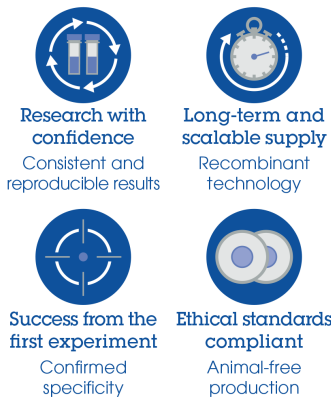 Research with
confidence
Consistent and
reproducible results
Long-term and
scalable supply
Recombinant
technology
Success from the
first experiment
Confirmed
specificity
Ethical standards
compliant
Animal-free
production